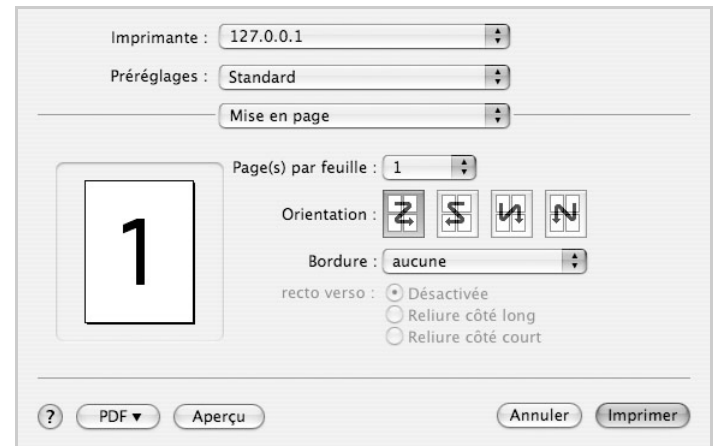 Imprimante : 127.0.0.1
Préréglages : Standard
Mise en page
Page(s) par feuille : 1
1
Orientation :
Bordure : aucune
recto verso : Désactivée
Reliure côté long
Reliure côté court
? PDF▼ Aperçu Annuler Imprimer